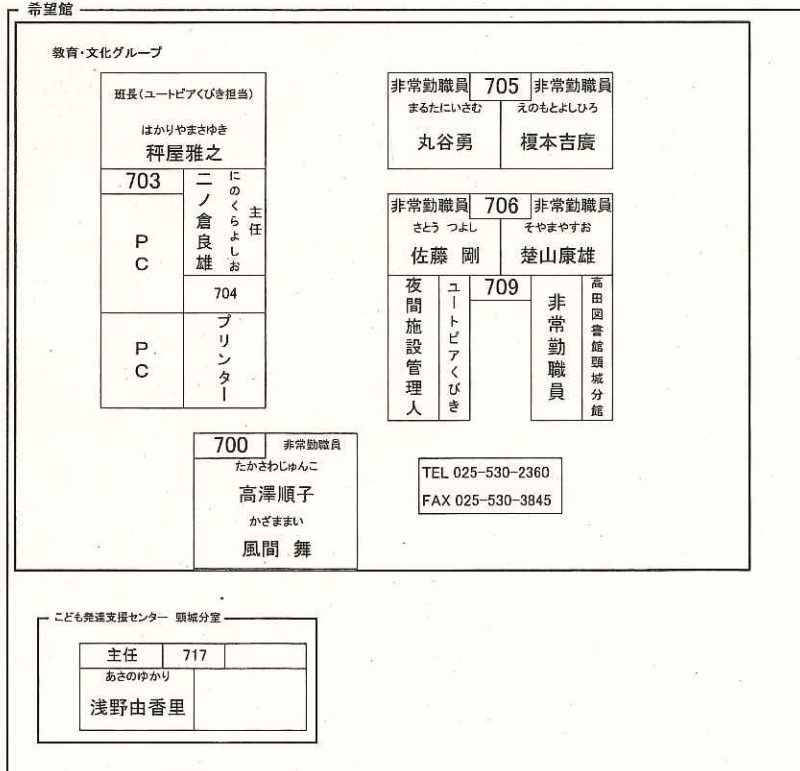 希望館
教育・文化グループ
班長(ユートピアくびき担当)
はかりやまさゆき
秤屋雅之
703
PC
二ノ倉良雄
にのくらよしお
主任
704
PC
プリンター
非常勤職員 705 非常勤職員
まるたにいさむ えのもとよしひろ
丸谷勇 榎本吉廣
非常勤職員 706 非常勤職員
さとう つよし そやまやすお
佐藤 剛 楚山康雄
夜間施設管理人
ユートピアくびき
709
非常勤職員
高田図書館頸城分館
700 非常勤職員
たかさわじゅんこ
高澤順子
かざままい
風間 舞
TEL 025-530-2360
FAX 025-530-3845
こども発達支援センター 頸城分室
主任 717
あさのゆかり
浅野由香里